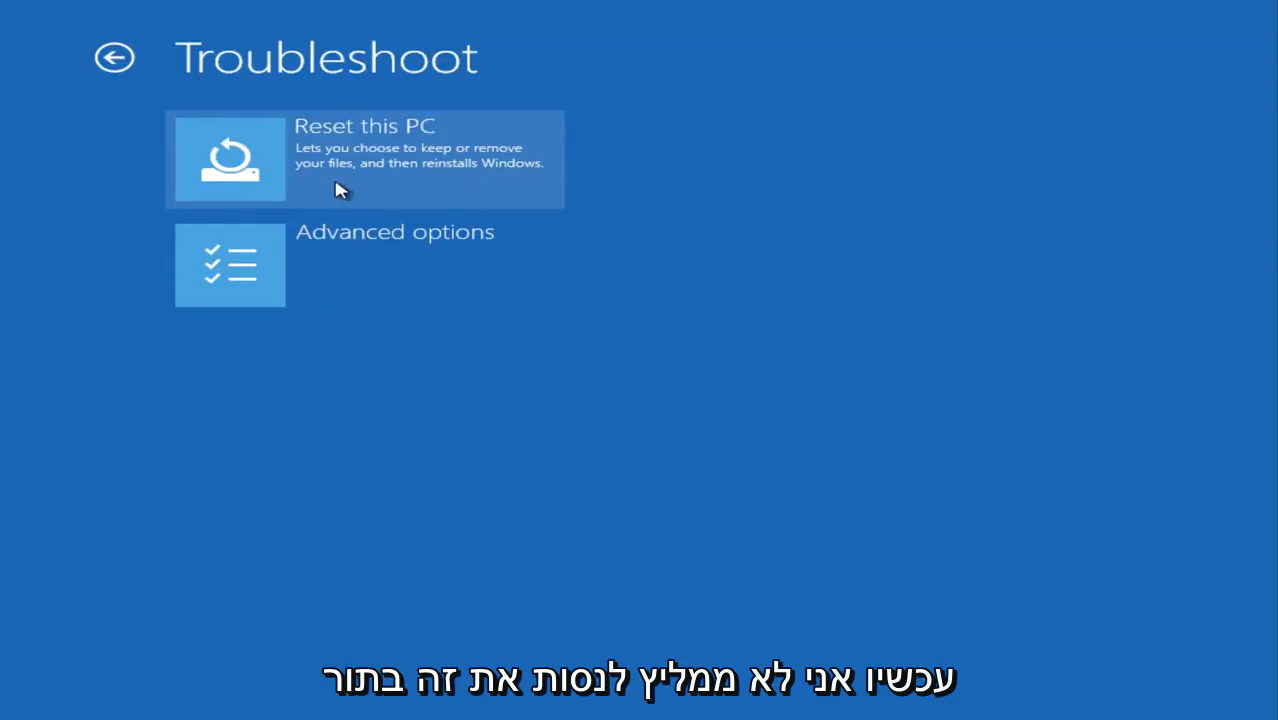 Troubleshoot
Reset this PC
Lets you choose to keep or remove
your files, and then reinstalls Windows.
Advanced options
עכשיו אני לא ממליץ לנסות את זה בתור